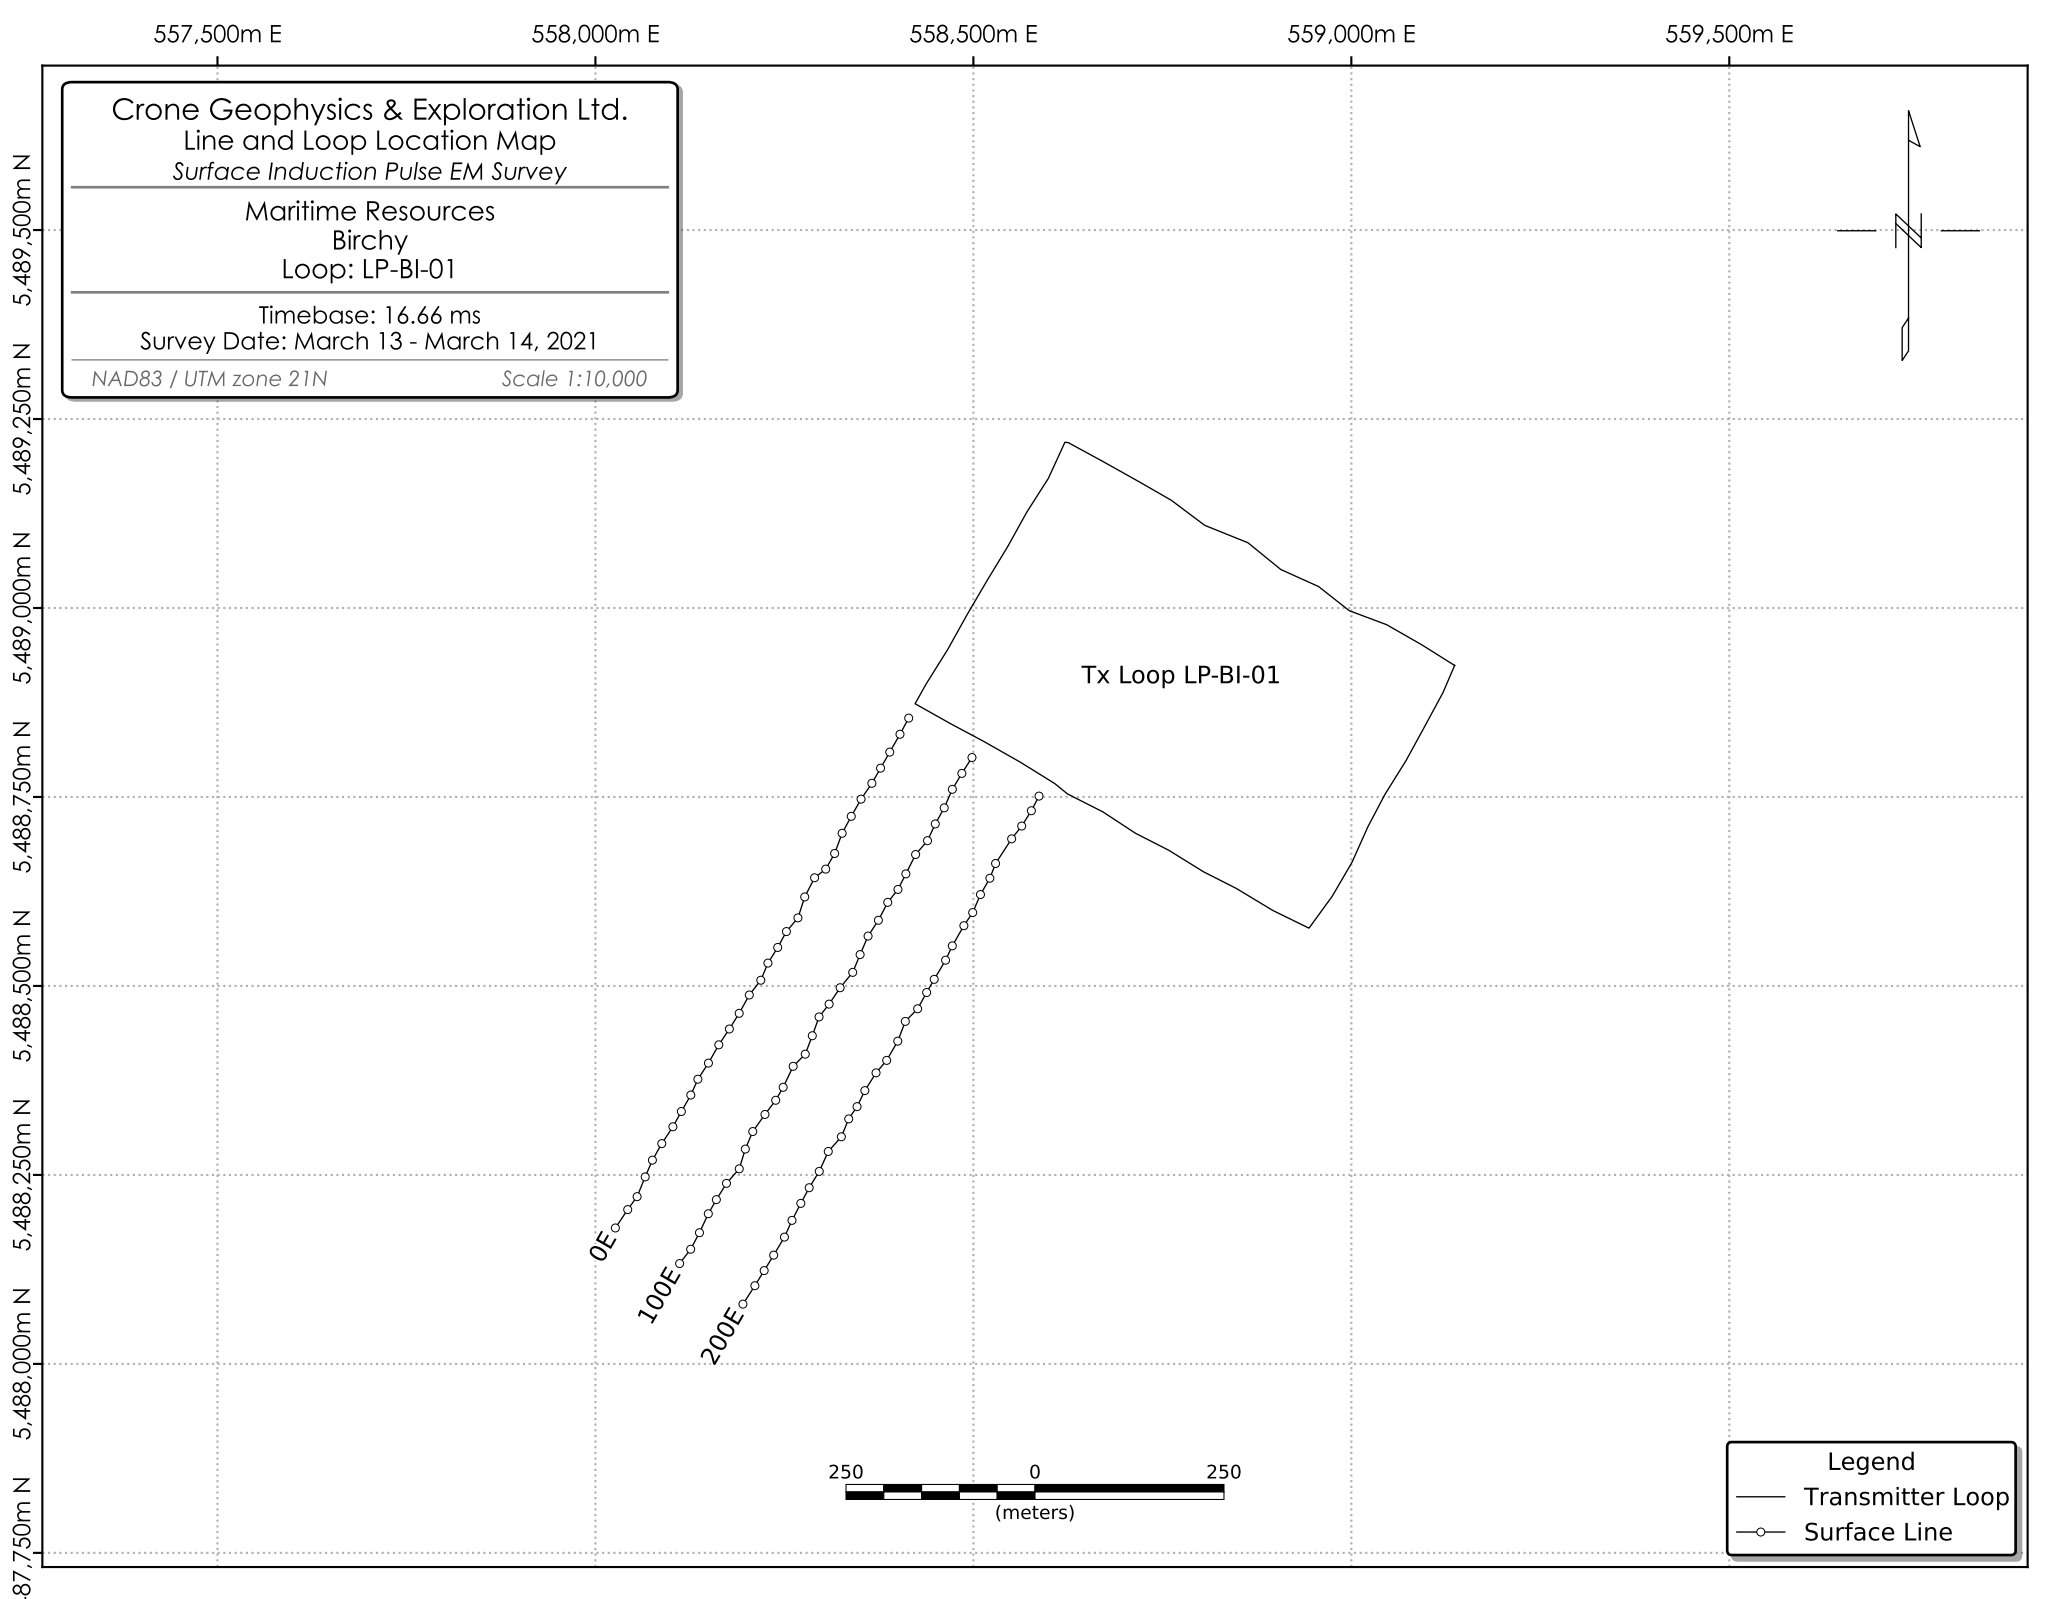 557,500m E
558,000m E
558,500m E
559,000m E
559,500m E
Crone Geophysics & Exploration Ltd.
Line and Loop Location Map
Surface Induction Pulse EM Survey
Maritime Resources
Birchy
Loop: LP-BI-01
Timebase: 16.66 ms
Survey Date: March 13 - March 14, 2021
NAD83 / UTM zone 21N
Scale 1:10,000
N
5,489,500m N
5,489,250m N
5,489,000m N
5,488,750m N
5,488,500m N
5,488,250m N
5,488,000m N
87,750m N
Tx Loop LP-BI-01
0E
100E
200E
250
0
250
(meters)
Legend
Transmitter Loop
Surface Line